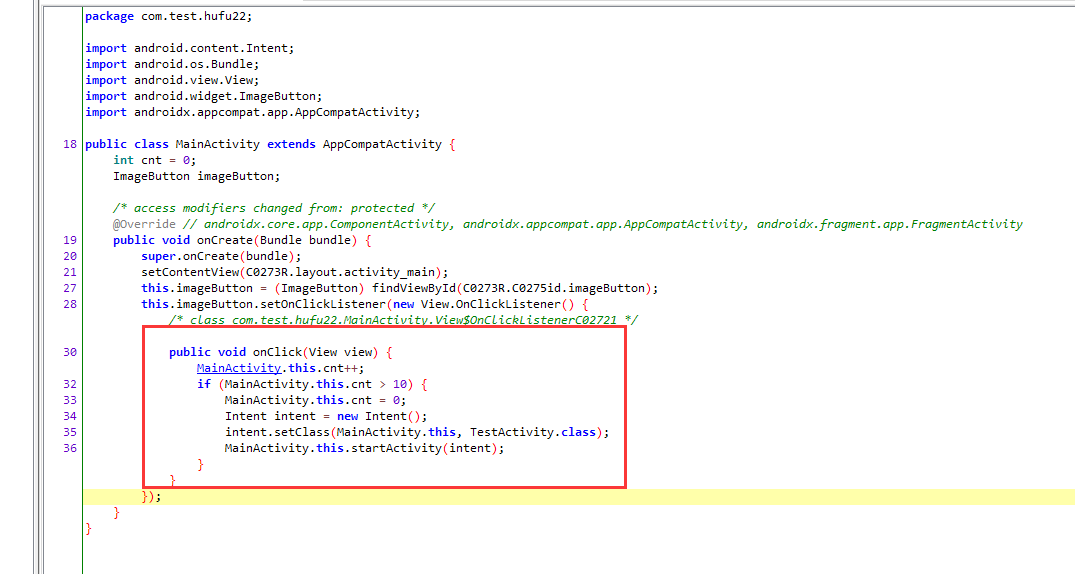 package com.test.hufu22;
import android.content.Intent;
import android.os.Bundle;
import android.view.View;
import android.widget.ImageButton;
import androidx.appcompat.app.AppCompatActivity;
18 public class MainActivity extends AppCompatActivity {
int cnt = 0;
ImageButton imageButton;
/* access modifiers changed from: protected */
@Override // androidx.core.app.ComponentActivity, androidx.appcompat.app.AppCompatActivity, androidx.fragment.app.FragmentActivity
19 public void onCreate(Bundle bundle) {
20 super.onCreate(bundle);
21 setContentView(C0273R.layout.activity_main);
27 this.imageButton = (ImageButton) findViewById(C0273R.C0275id.imageButton);
28 this.imageButton.setOnClickListener(new View.OnClickListener() {
/* class com.test.hufu22.MainActivity.View$OnClickListenerC02721 */
30 public void onClick(View view) {
MainActivity.this.cnt++;
32 if (MainActivity.this.cnt > 10) {
33 MainActivity.this.cnt = 0;
34 Intent intent = new Intent();
35 intent.setClass(MainActivity.this, TestActivity.class);
36 MainActivity.this.startActivity(intent);
}
}
});
}
}